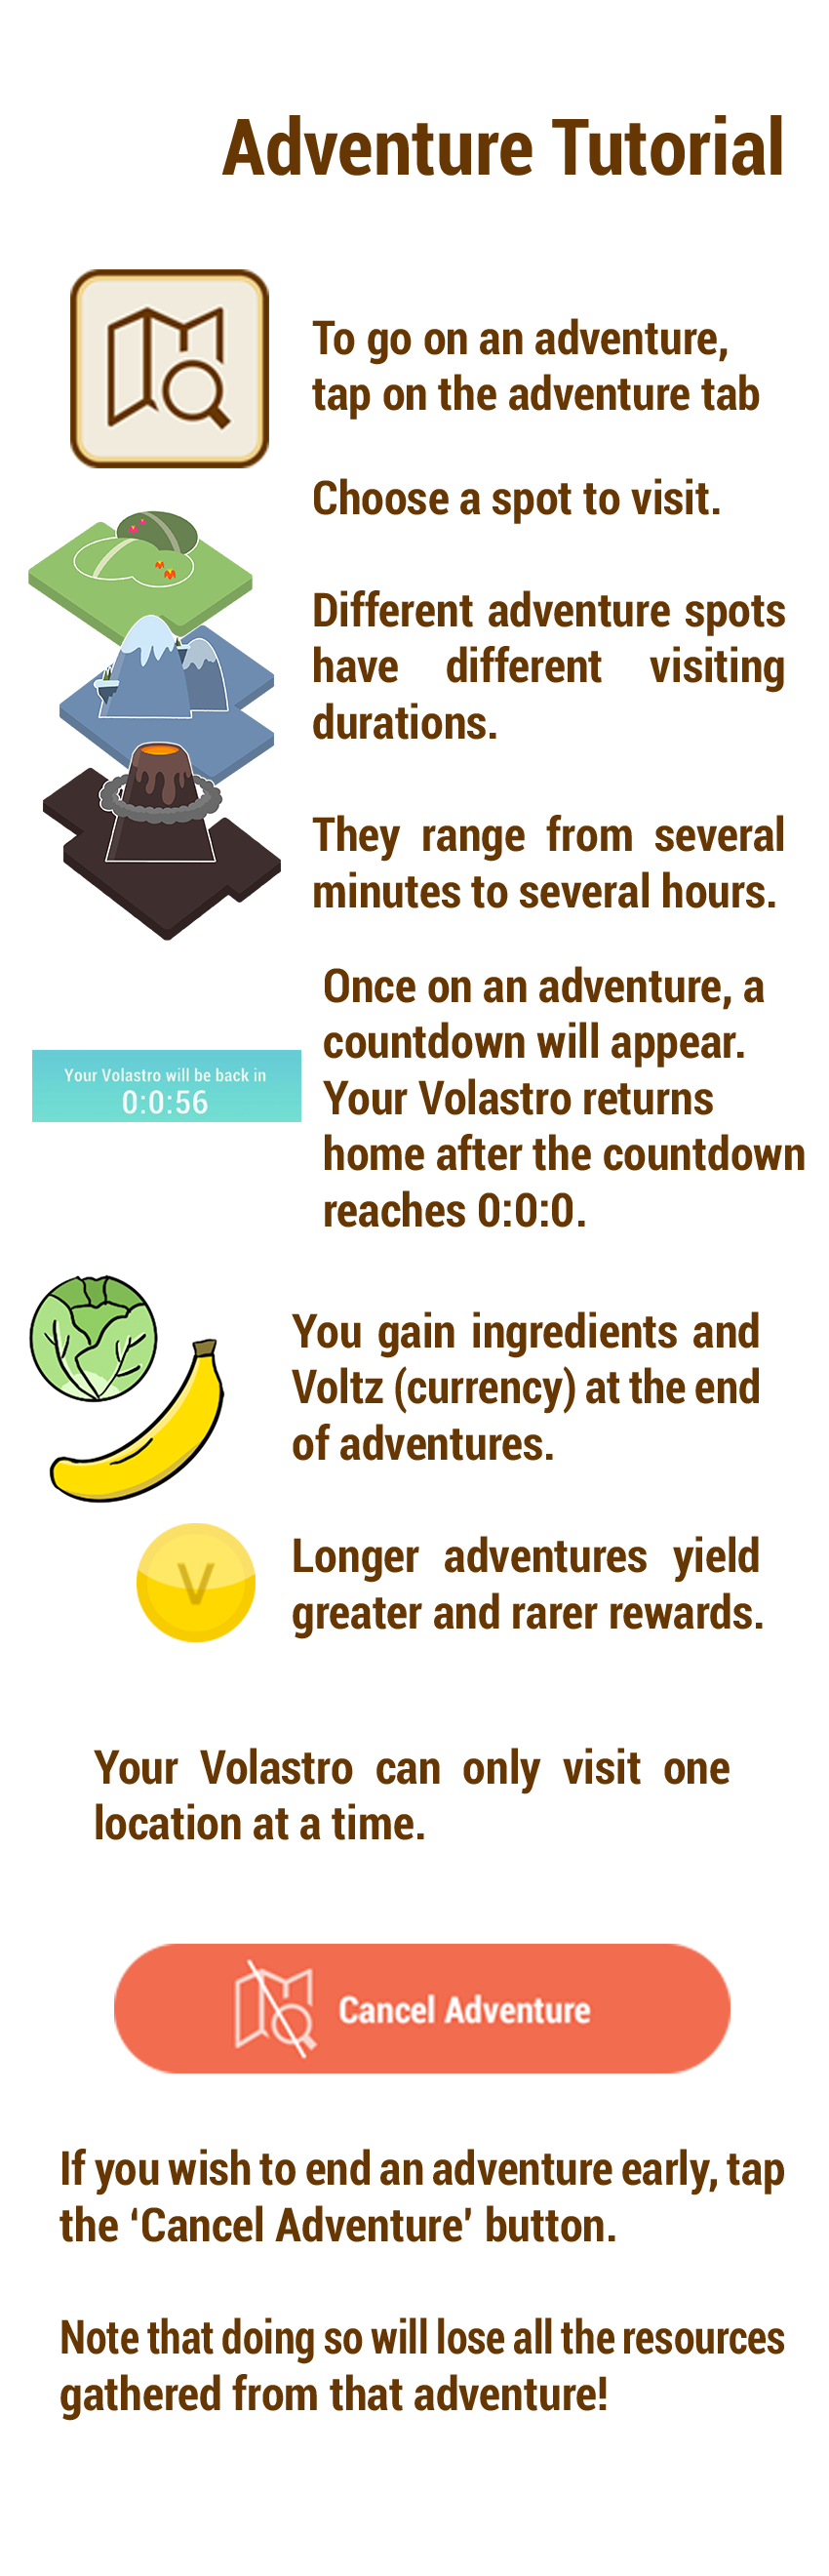 Adventure Tutorial
To go on an adventure,
tap on the adventure tab
Choose a spot to visit.
Different adventure spots
have different visiting
durations.
They range from several
minutes to several hours.
Once on an adventure, a
countdown will appear.
Your Volastro returns
home after the countdown
reaches 0:0:0.
Your Volastro will be back in
0:0:56
You gain ingredients and
Voltz (currency) at the end
of adventures.
V
Longer adventures yield
greater and rarer rewards.
Your Volastro can only visit one
location at a time.
Cancel Adventure
If you wish to end an adventure early, tap
the ‘Cancel Adventure’ button.
Note that doing so will lose all the resources
gathered from that adventure!